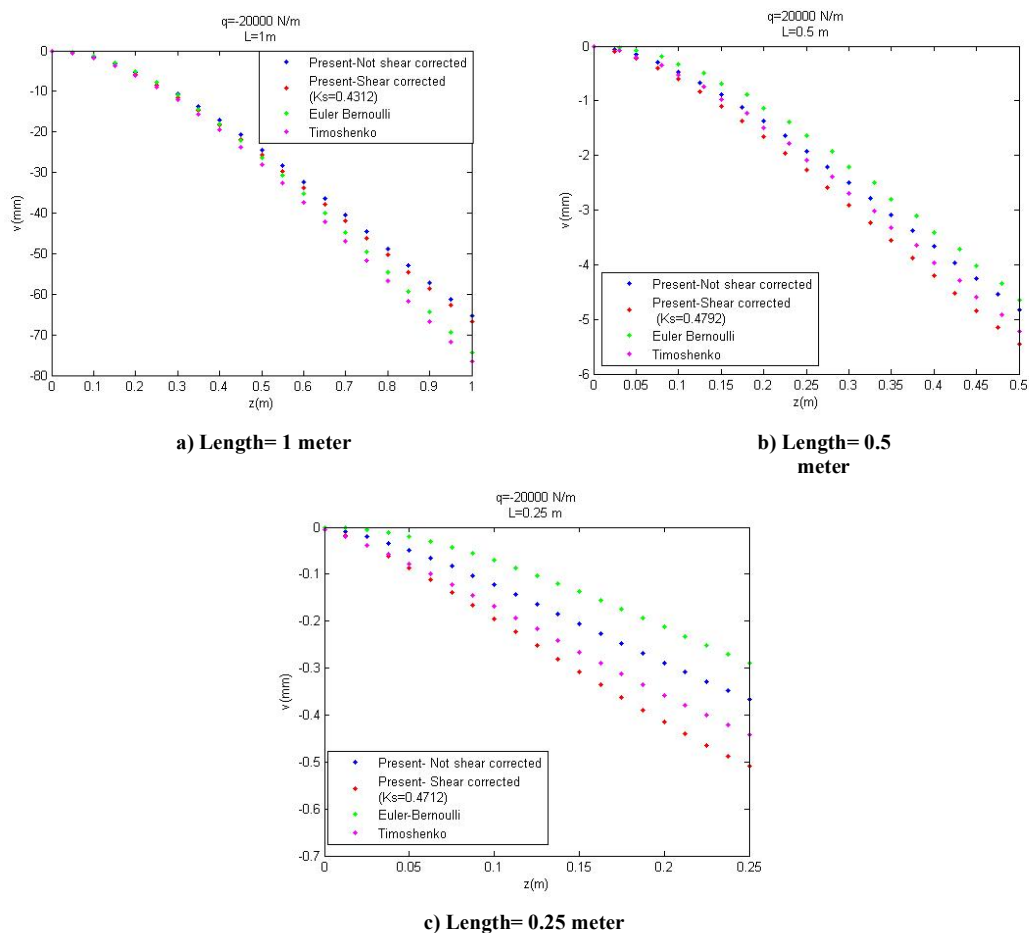 q=-20000 N/m
L=1m
0
-10
-20
-30
-40
-50
-60
-70
-80
v(mm)
Present-Not shear corrected
Present-Shear corrected
(Ks=0.4312)
Euler Bernoulli
Timoshenko
0 0.1 0.2 0.3 0.4 0.5 0.6 0.7 0.8 0.9 1
z(m)
a) Length= 1 meter
q=20000 N/m
L=0.5 m
0
-1
-2
-3
-4
-5
-6
v(mm)
Present-Not shear corrected
Present-Shear corrected
(Ks=0.4792)
Euler Bernoulli
Timoshenko
0 0.05 0.1 0.15 0.2 0.25 0.3 0.35 0.4 0.45 0.5
z(m)
b) Length= 0.5
meter
q=-20000 N/m
L=0.25 m
0
-0.1
-0.2
-0.3
-0.4
-0.5
-0.6
-0.7
v(mm)
Present- Not shear corrected
Present- Shear corrected
(Ks=0.4712)
Euler-Bernoulli
Timoshenko
0 0.05 0.1 0.15 0.2 0.25
z(m)
c) Length= 0.25 meter